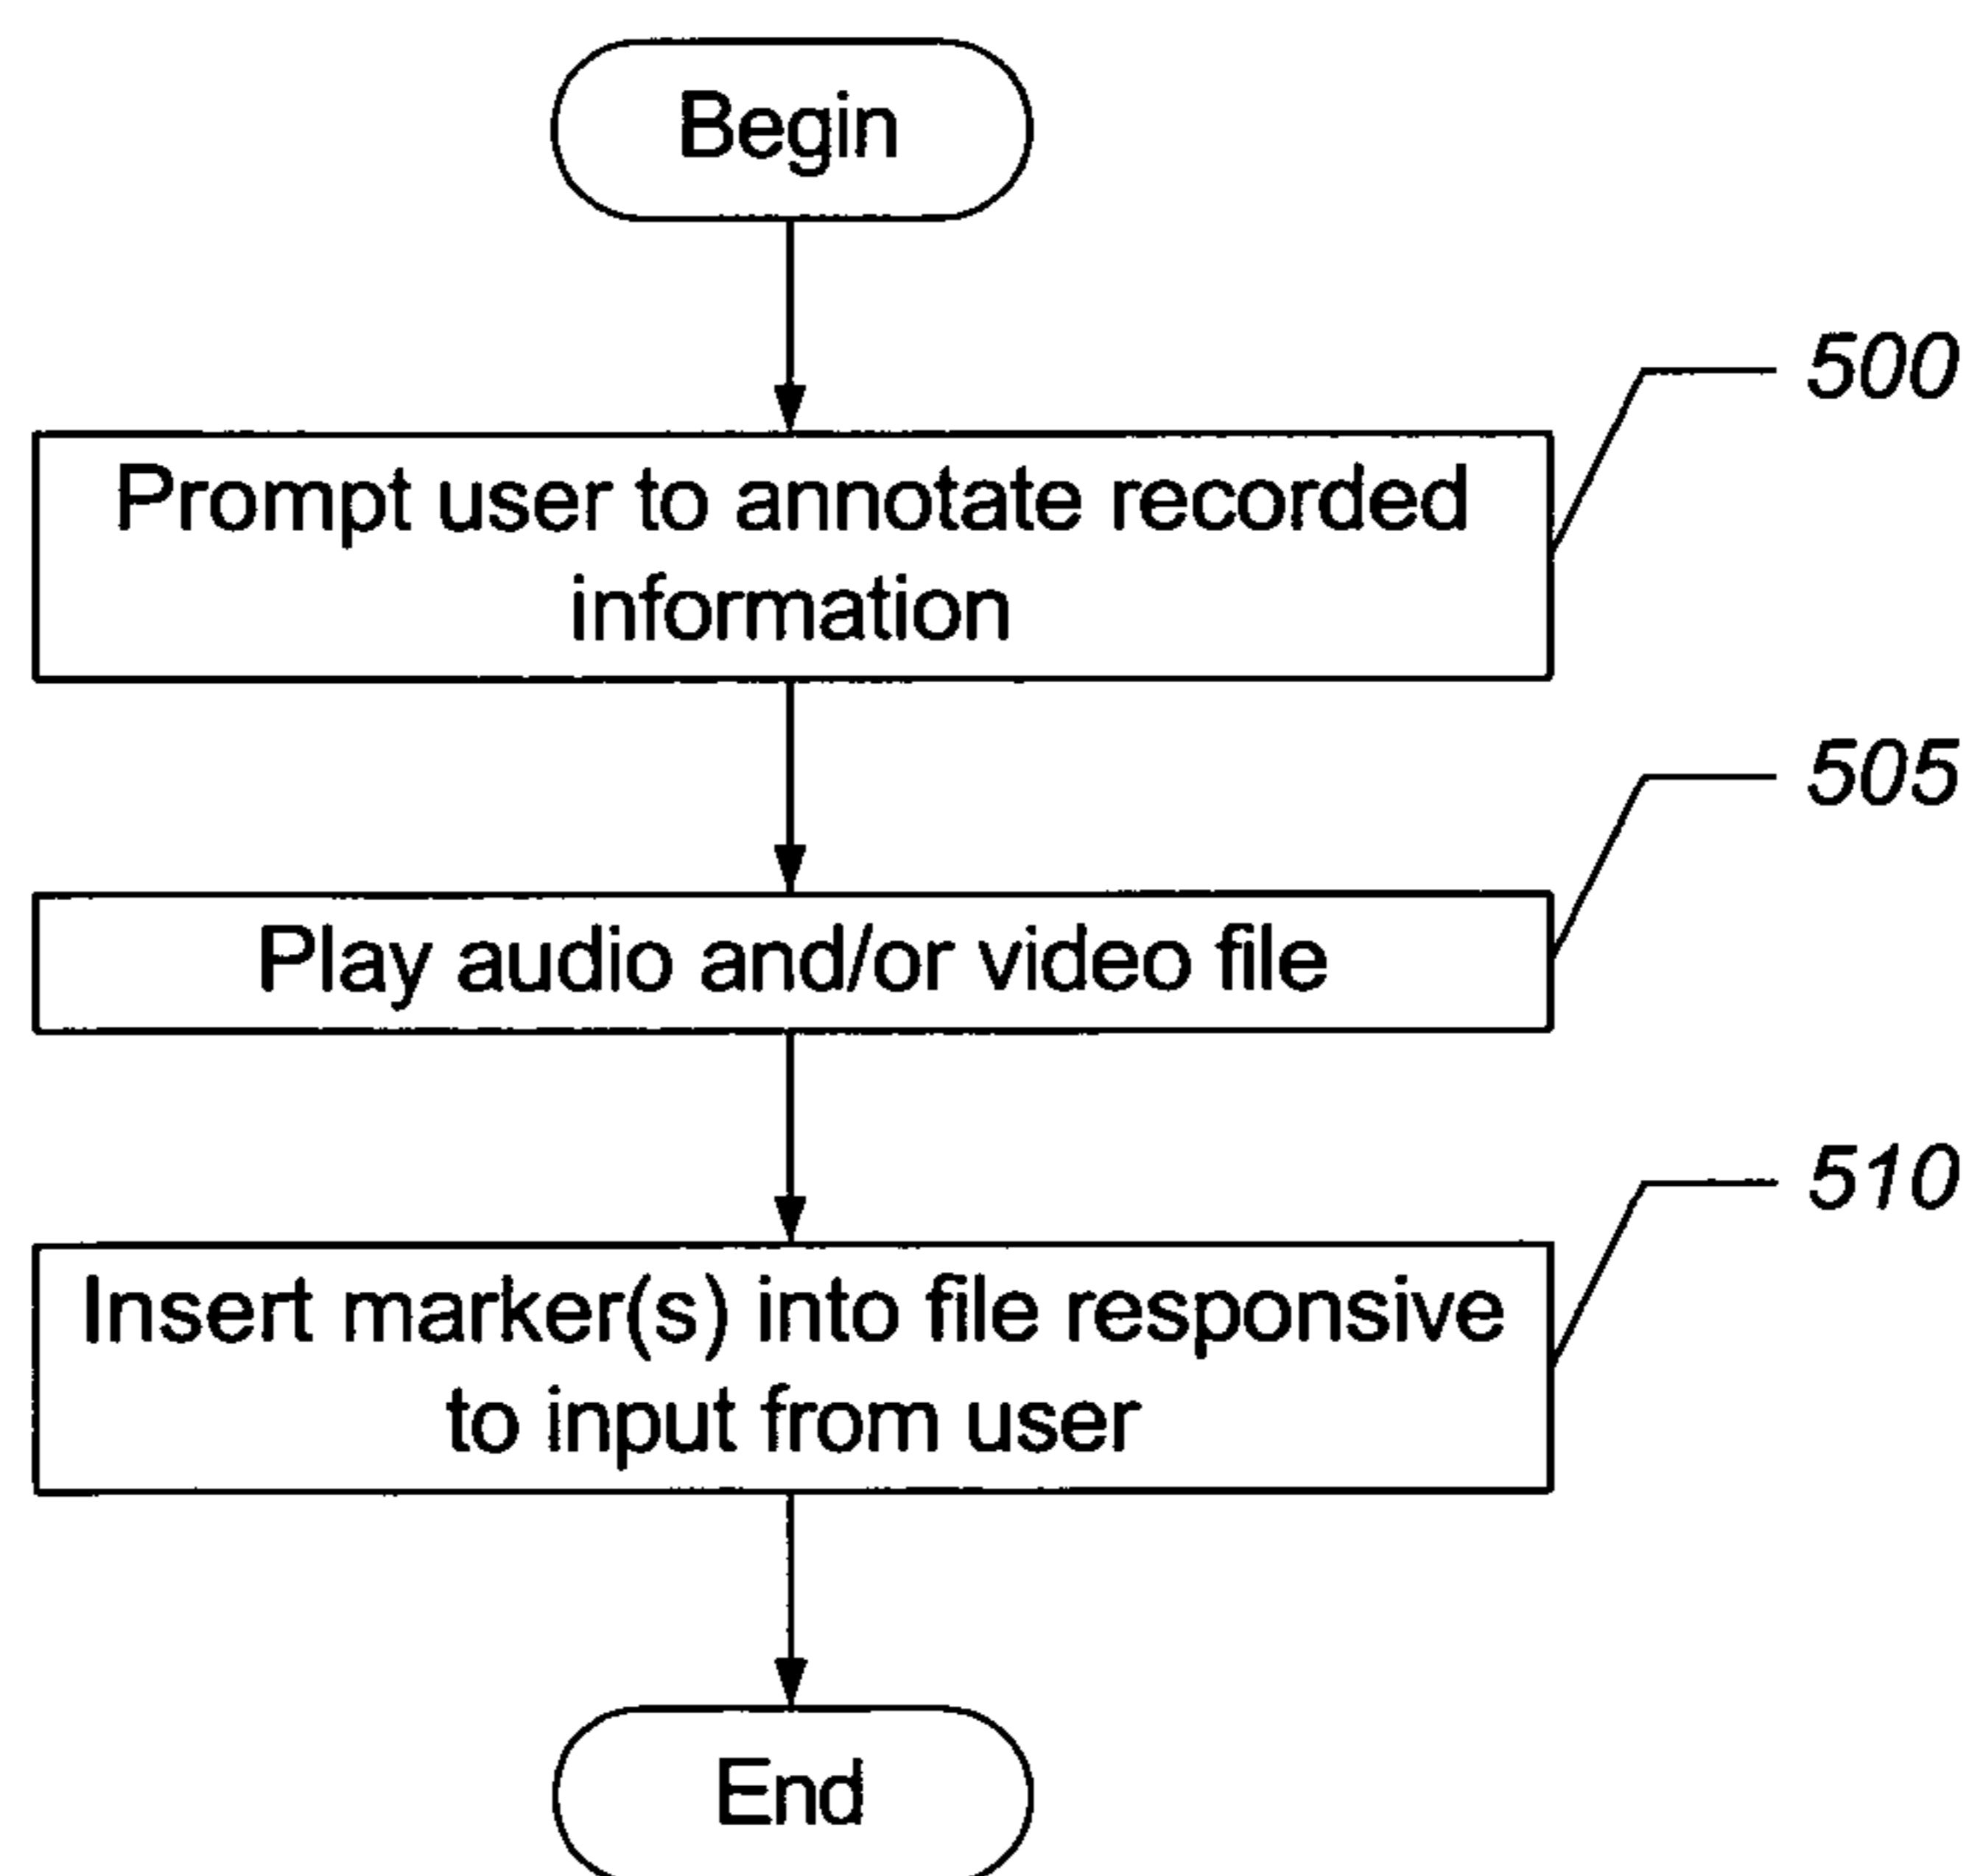 Begin
500
Prompt user to annotate recorded
information
505
Play audio and/or video file
510
Insert marker(s) into file responsive
to input from user
End